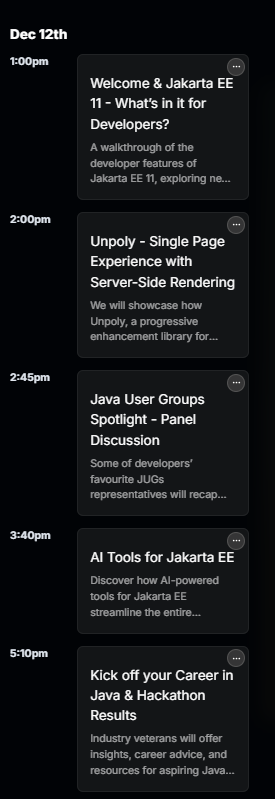 Dec 12th
1:00pm
Welcome & Jakarta EE
11 - What's in it for
Developers?
A walkthrough of the
developer features of
Jakarta EE 11, exploring ne...
2:00pm
Unpoly - Single Page
Experience with
Server-Side Rendering
We will showcase how
Unpoly, a progressive
enhancement library for...
2:45pm
Java User Groups
Spotlight - Panel
Discussion
Some of developers'
favourite JUGs
representatives will recap...
3:40pm
AI Tools for Jakarta EE
Discover how AI-powered
tools for Jakarta EE
streamline the entire...
5:10pm
Kick off your Career in
Java & Hackathon
Results
Industry veterans will offer
insights, career advice, and
resources for aspiring Java...